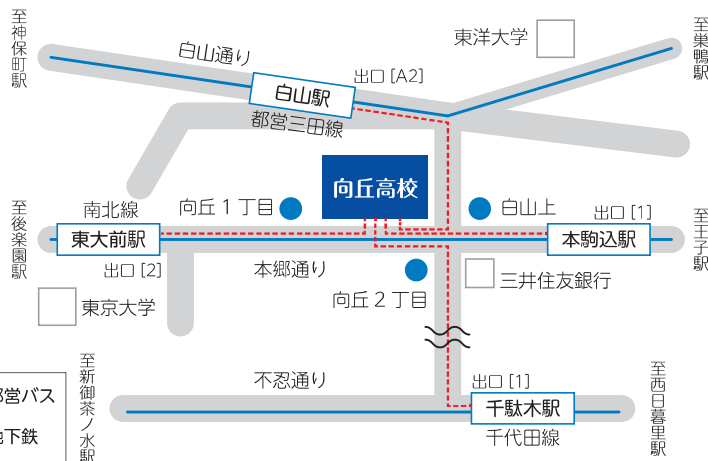 至神保町駅
白山通り
東洋大学
至巣鴨駅
出口 [A2]
白山駅
都営三田線
向丘高校
南北線
向丘 1 丁目
白山上
出口 [1]
至後楽園駅
東大前駅
本駒込駅
至王子駅
出口 [2]
本郷通り
三井住友銀行
東京大学
向丘 2 丁目
至新御茶ノ水駅
不忍通り
出口 [1]
至西日暮里駅
都営バス
地下鉄
千駄木駅
千代田線